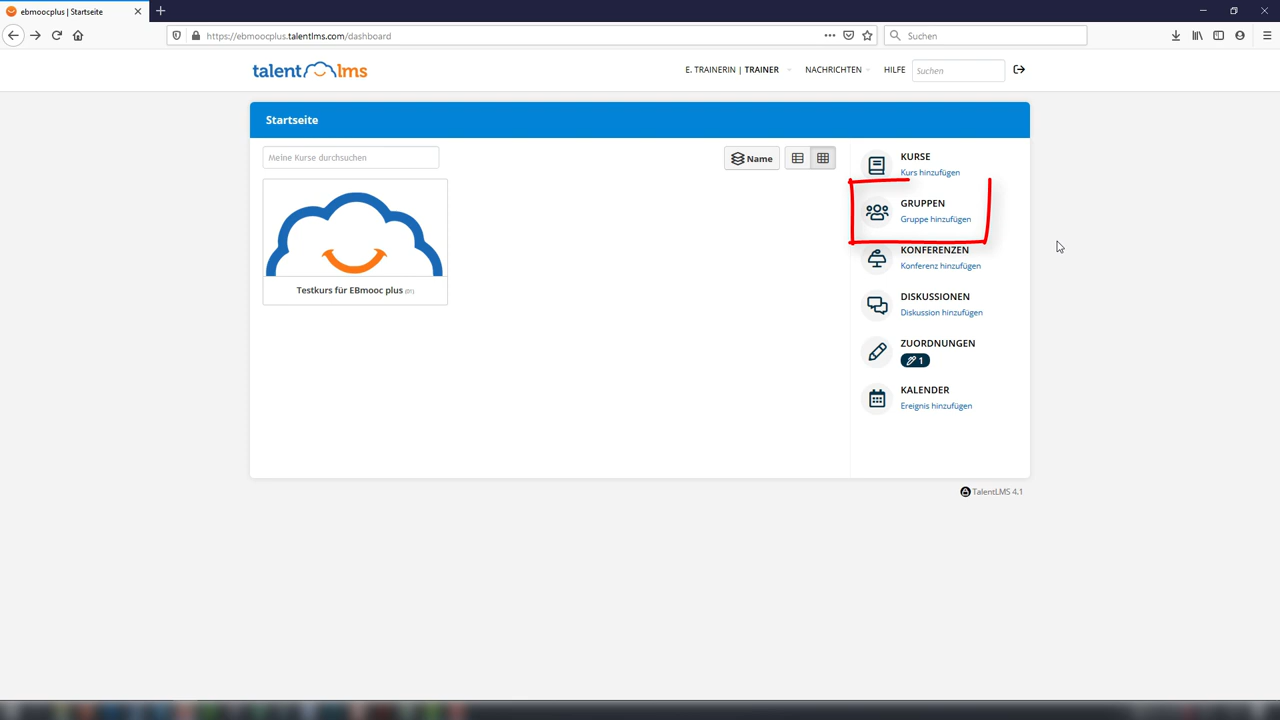 ebmoocplus | Startseite
https://ebmoocplus.talentlms.com/dashboard
Suchen
talentlms
E. TRAINERIN | TRAINER
NACHRICHTEN
HILFE
Suchen
Startseite
Meine Kurse durchsuchen
Name
Testkurs für EBmooc plus
KURSE
Kurs hinzufügen
GRUPPEN
Gruppe hinzufügen
KONFERENZEN
Konferenz hinzufügen
DISKUSSIONEN
Diskussion hinzufügen
ZUORDNUNGEN
1
KALENDER
Ereignis hinzufügen
TalentLMS 4.1